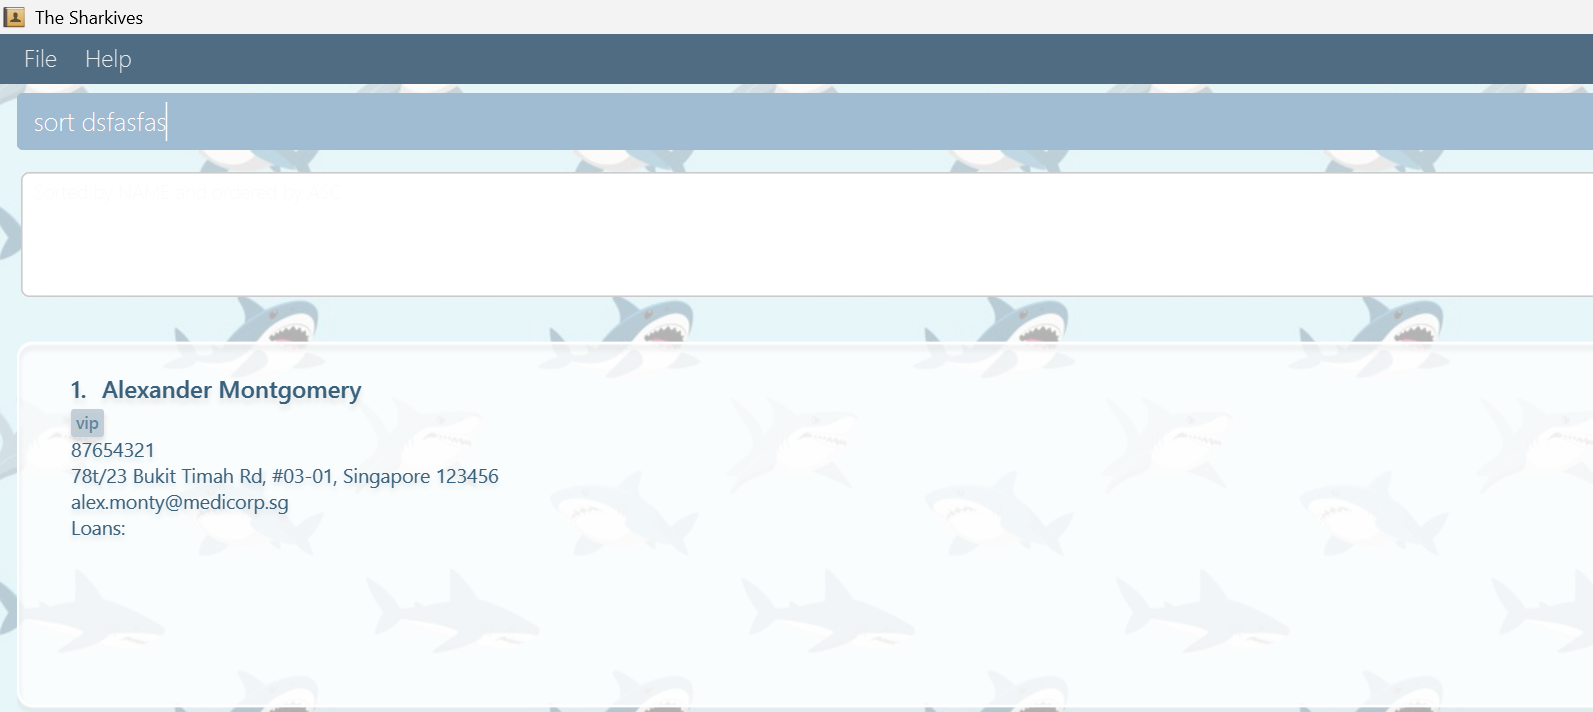 The Sharkives
File Help
sort dsfasfas
Sorted by NAME and ordered by ASC
1. Alexander Montgomery
vip
87654321
78t/23 Bukit Timah Rd, #03-01, Singapore 123456
alex.monty@medicorp.sg
Loans: